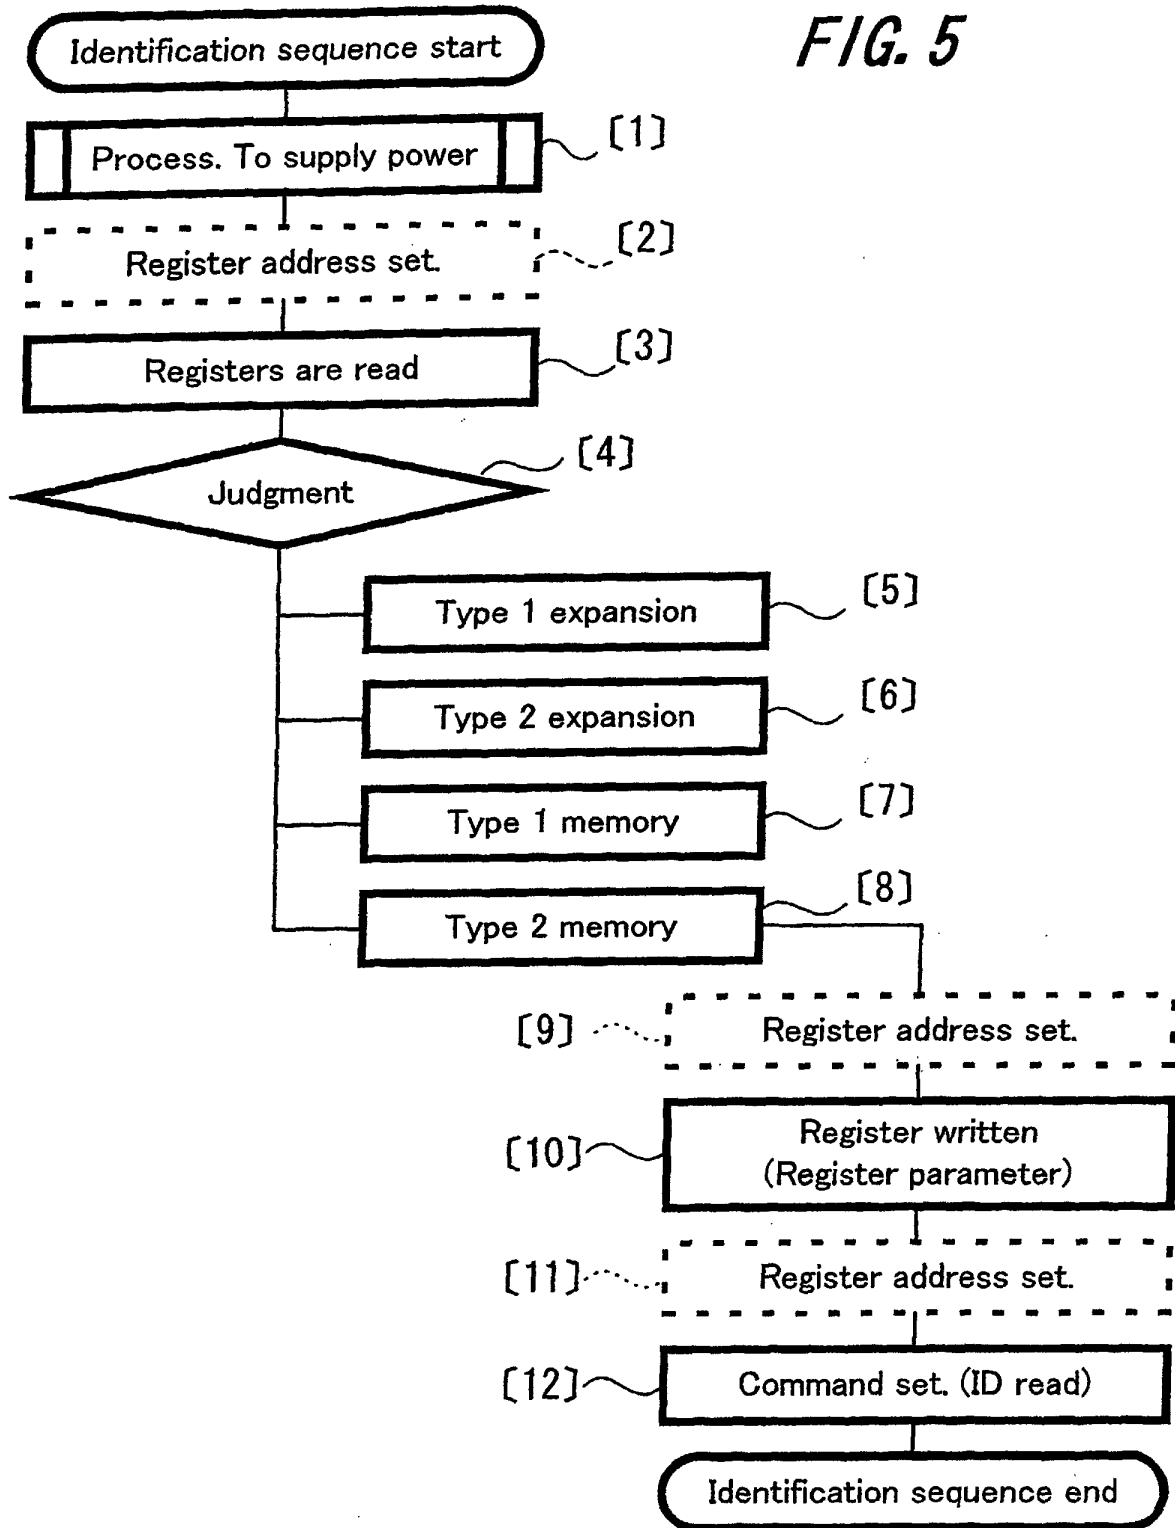 FIG. 5
Identification sequence start
Process. To supply power
[1]
Register address set.
[2]
Registers are read
[3]
Judgment
[4]
Type 1 expansion
[5]
Type 2 expansion
[6]
Type 1 memory
[7]
Type 2 memory
[8]
[9]
Register address set.
[10]
Register written
(Register parameter)
[11]
Register address set.
[12]
Command set. (ID read)
Identification sequence end